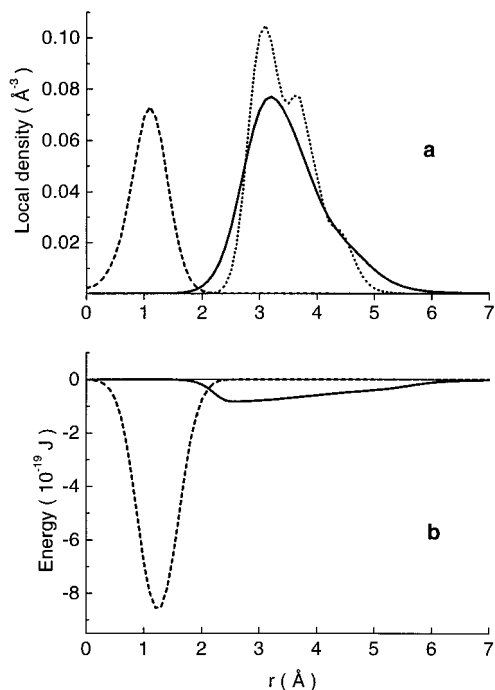 Local density ( Å⁻³ )
0.10
0.08
0.06
0.04
0.02
a
0 1 2 3 4 5 6 7
Energy ( 10⁻¹⁹ J )
0
-2
-4
-6
-8
b
0 1 2 3 4 5 6 7
r ( Å )